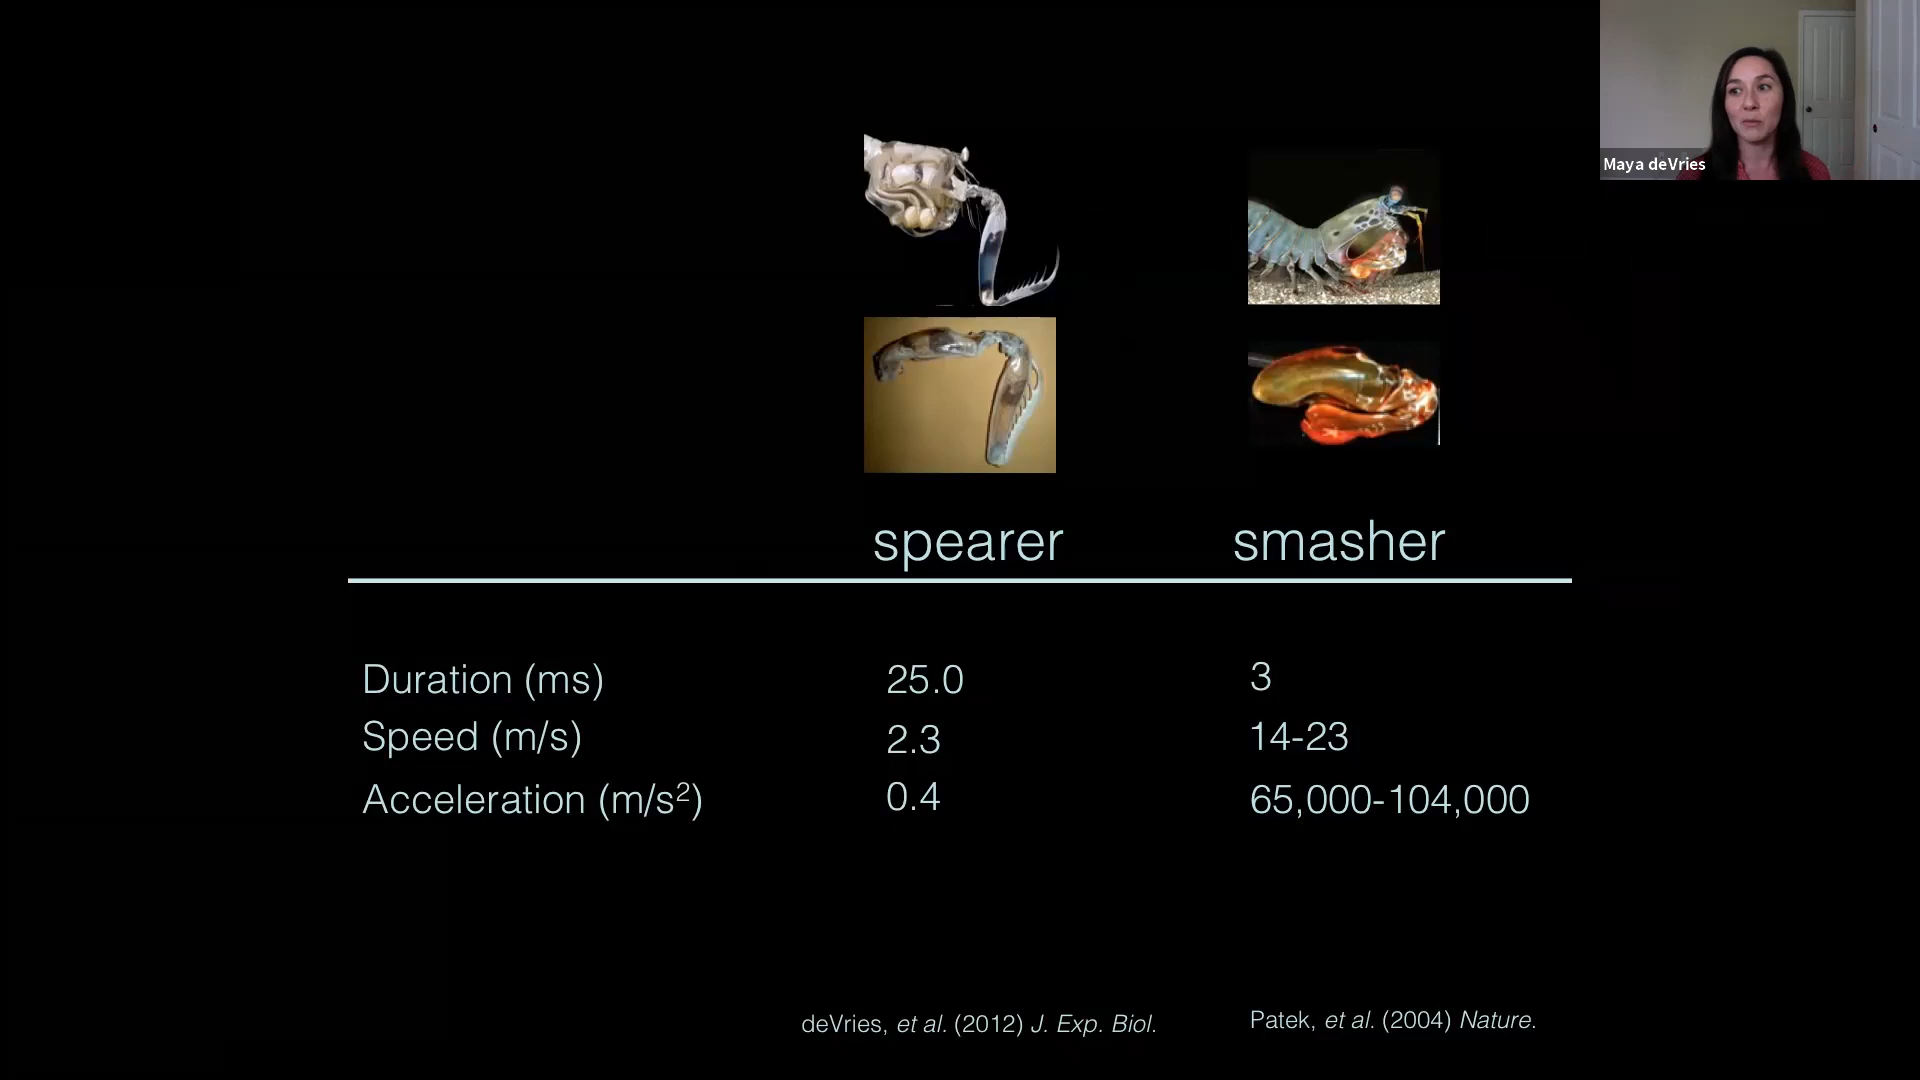 Maya deVries
spearer smasher
Duration (ms) 25.0 3
Speed (m/s) 2.3 14-23
Acceleration (m/s²) 0.4 65,000-104,000
deVries, et al. (2012) J. Exp. Biol. Patek, et al. (2004) Nature.